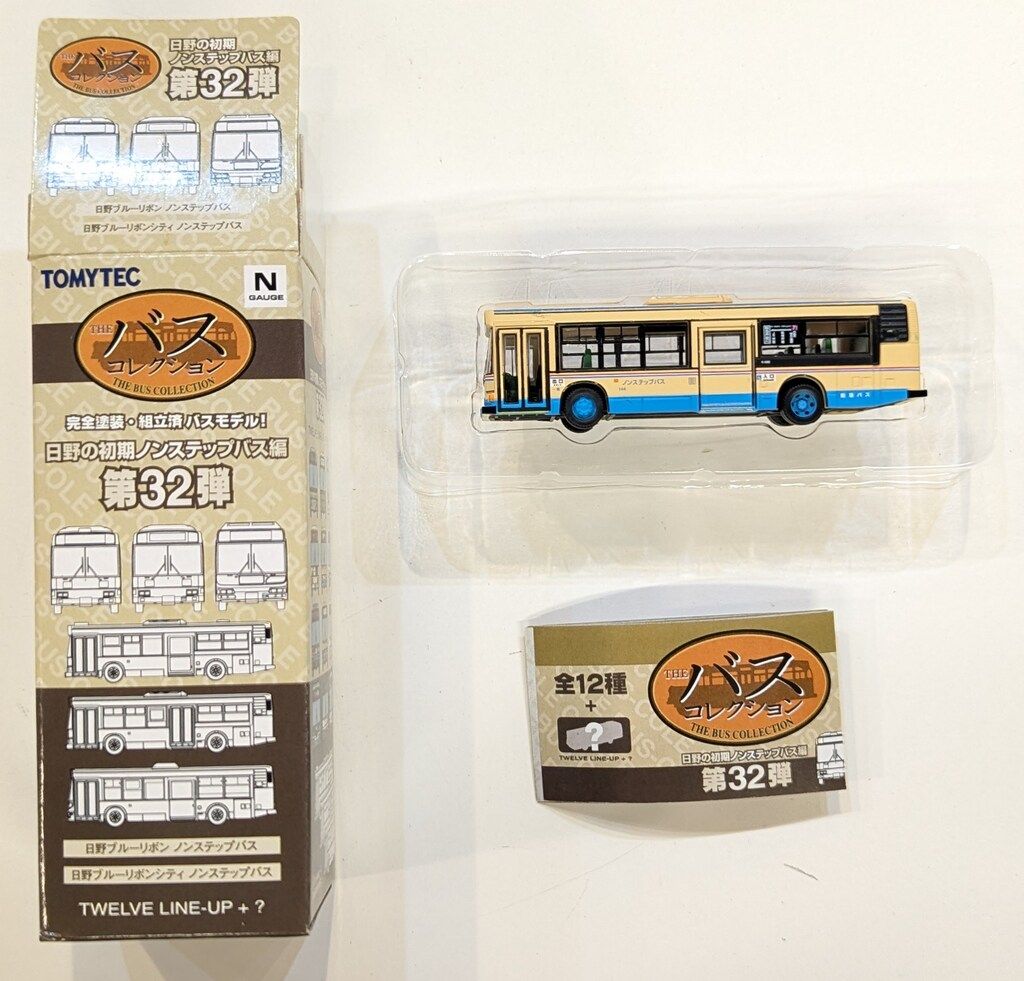 THE
バス
コレクション
THE BUS COLLECTION
日野の初期
ノンステップバス編
第32弾
日野ブルーリボン ノンステップバス
日野ブルーリボンシティ ノンステップバス
TOMYTEC
N
GAUGE
THE
バス
コレクション
THE BUS COLLECTION
完全塗装・組立済 バスモデル!
日野の初期ノンステップバス編
第32弾
日野ブルーリボン ノンステップバス
日野ブルーリボンシティ ノンステップバス
TWELVE LINE-UP + ?
ノンステップバス
入口
阪急バス
全12種
+
?
TWELVE LINE-UP + ?
THE
バス
コレクション
THE BUS COLLECTION
日野の初期ノンステップバス編
第32弾